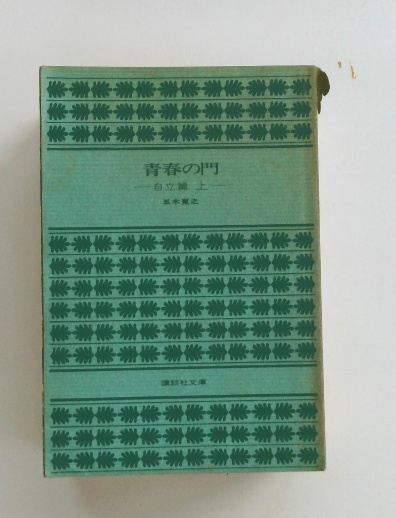 青春の門
—自立篇 上—
五木寛之
講談社文庫